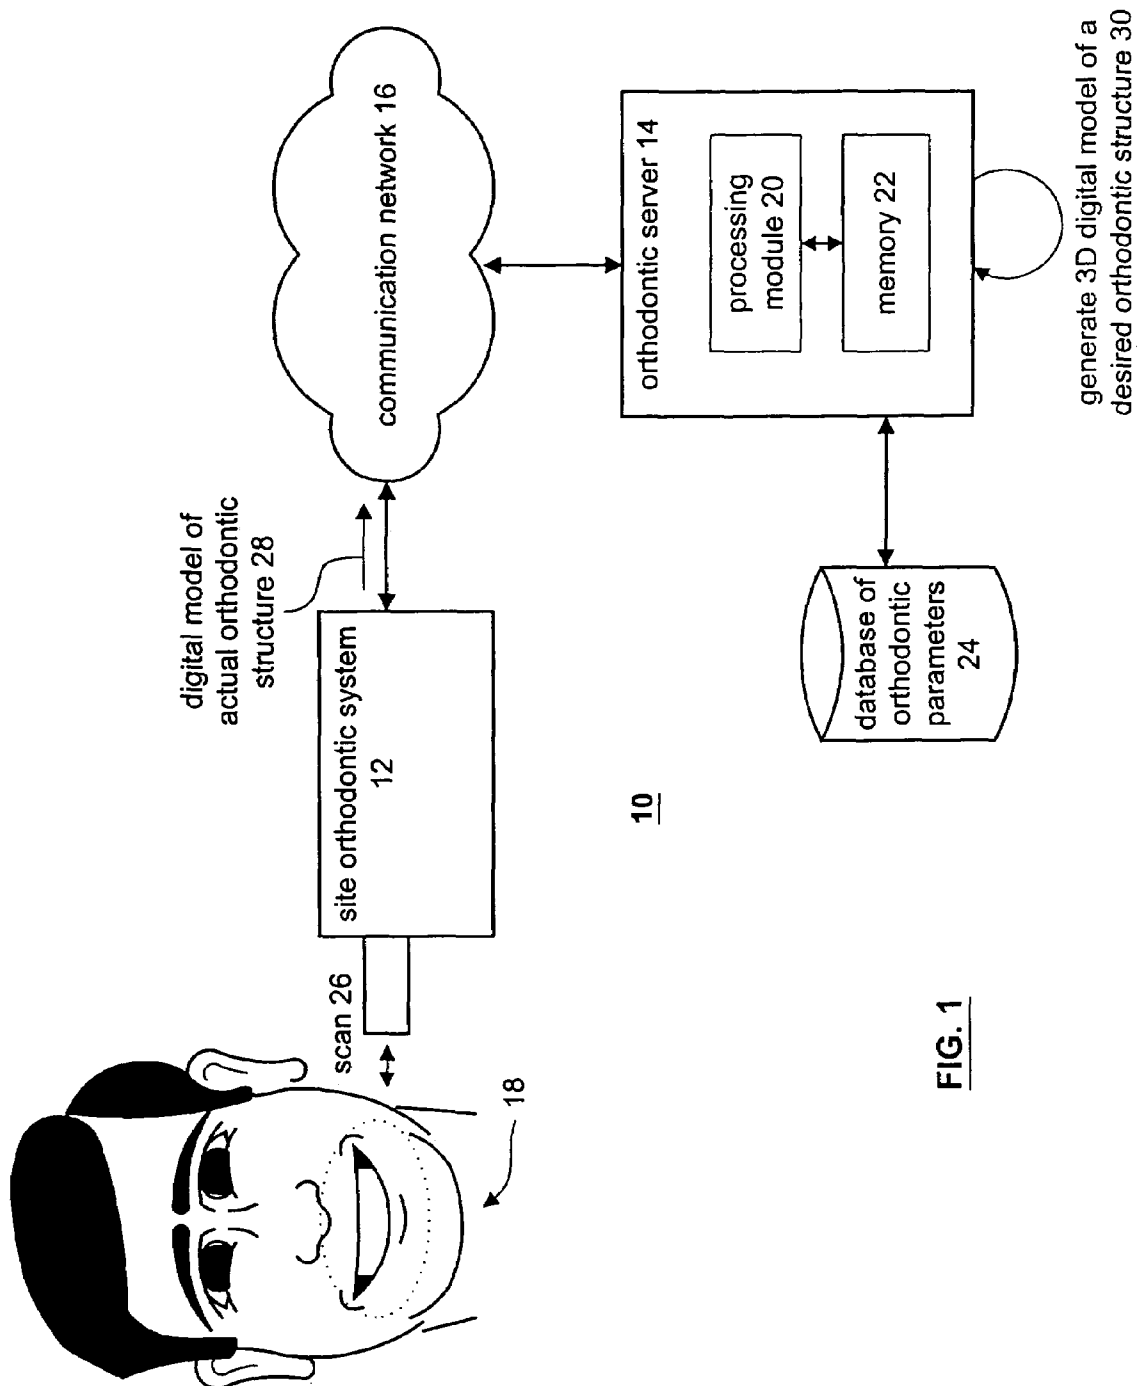 scan 26
18
site orthodontic system
12
digital model of
actual orthodontic
structure 28
communication network 16
orthodontic server 14
processing
module 20
memory 22
database of
orthodontic
parameters
24
generate 3D digital model of a
desired orthodontic structure 30
10
FIG. 1